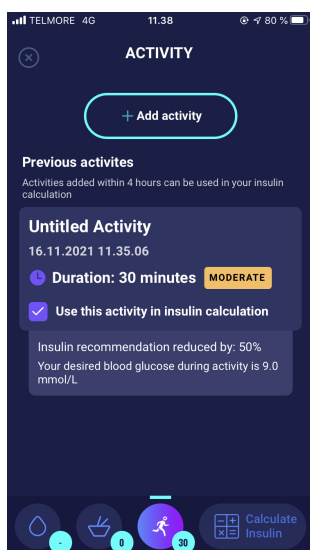 TELMORE 4G 11.38 80 %
ACTIVITY
+ Add activity
Previous activites
Activities added within 4 hours can be used in your insulin
calculation
Untitled Activity
16.11.2021 11.35.06
Duration: 30 minutes MODERATE
Use this activity in insulin calculation
Insulin recommendation reduced by: 50%
Your desired blood glucose during activity is 9.0
mmol/L
Calculate
Insulin
- 0 30